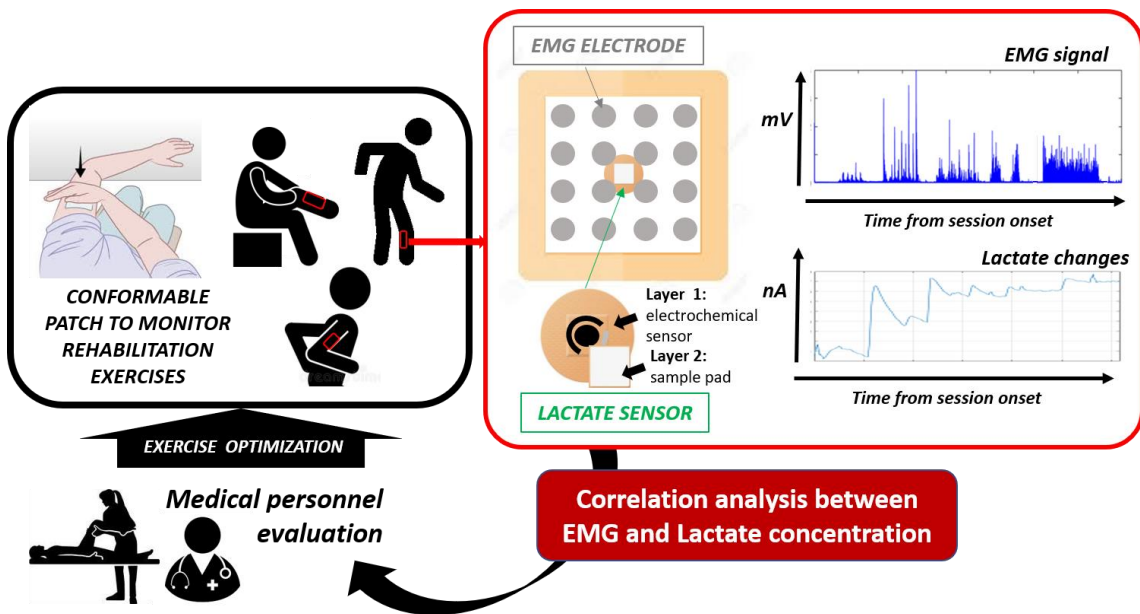 EMG ELECTRODE
EMG signal
mV
Time from session onset
Lactate changes
nA
Time from session onset
Layer 1:
electrochemical
sensor
Layer 2:
sample pad
LACTATE SENSOR
CONFORMABLE
PATCH TO MONITOR
REHABILITATION
EXERCISES
EXERCISE OPTIMIZATION
Medical personnel
evaluation
Correlation analysis between
EMG and Lactate concentration